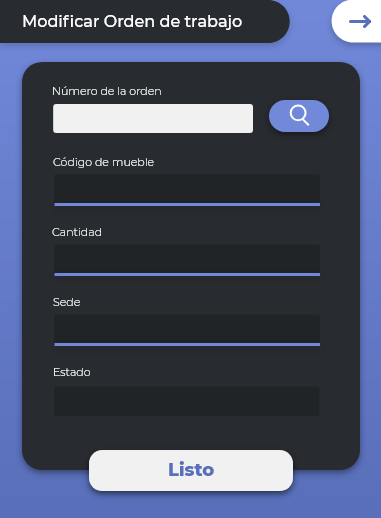 Modificar Orden de trabajo
Número de la orden
Código de mueble
Cantidad
Sede
Estado
Listo